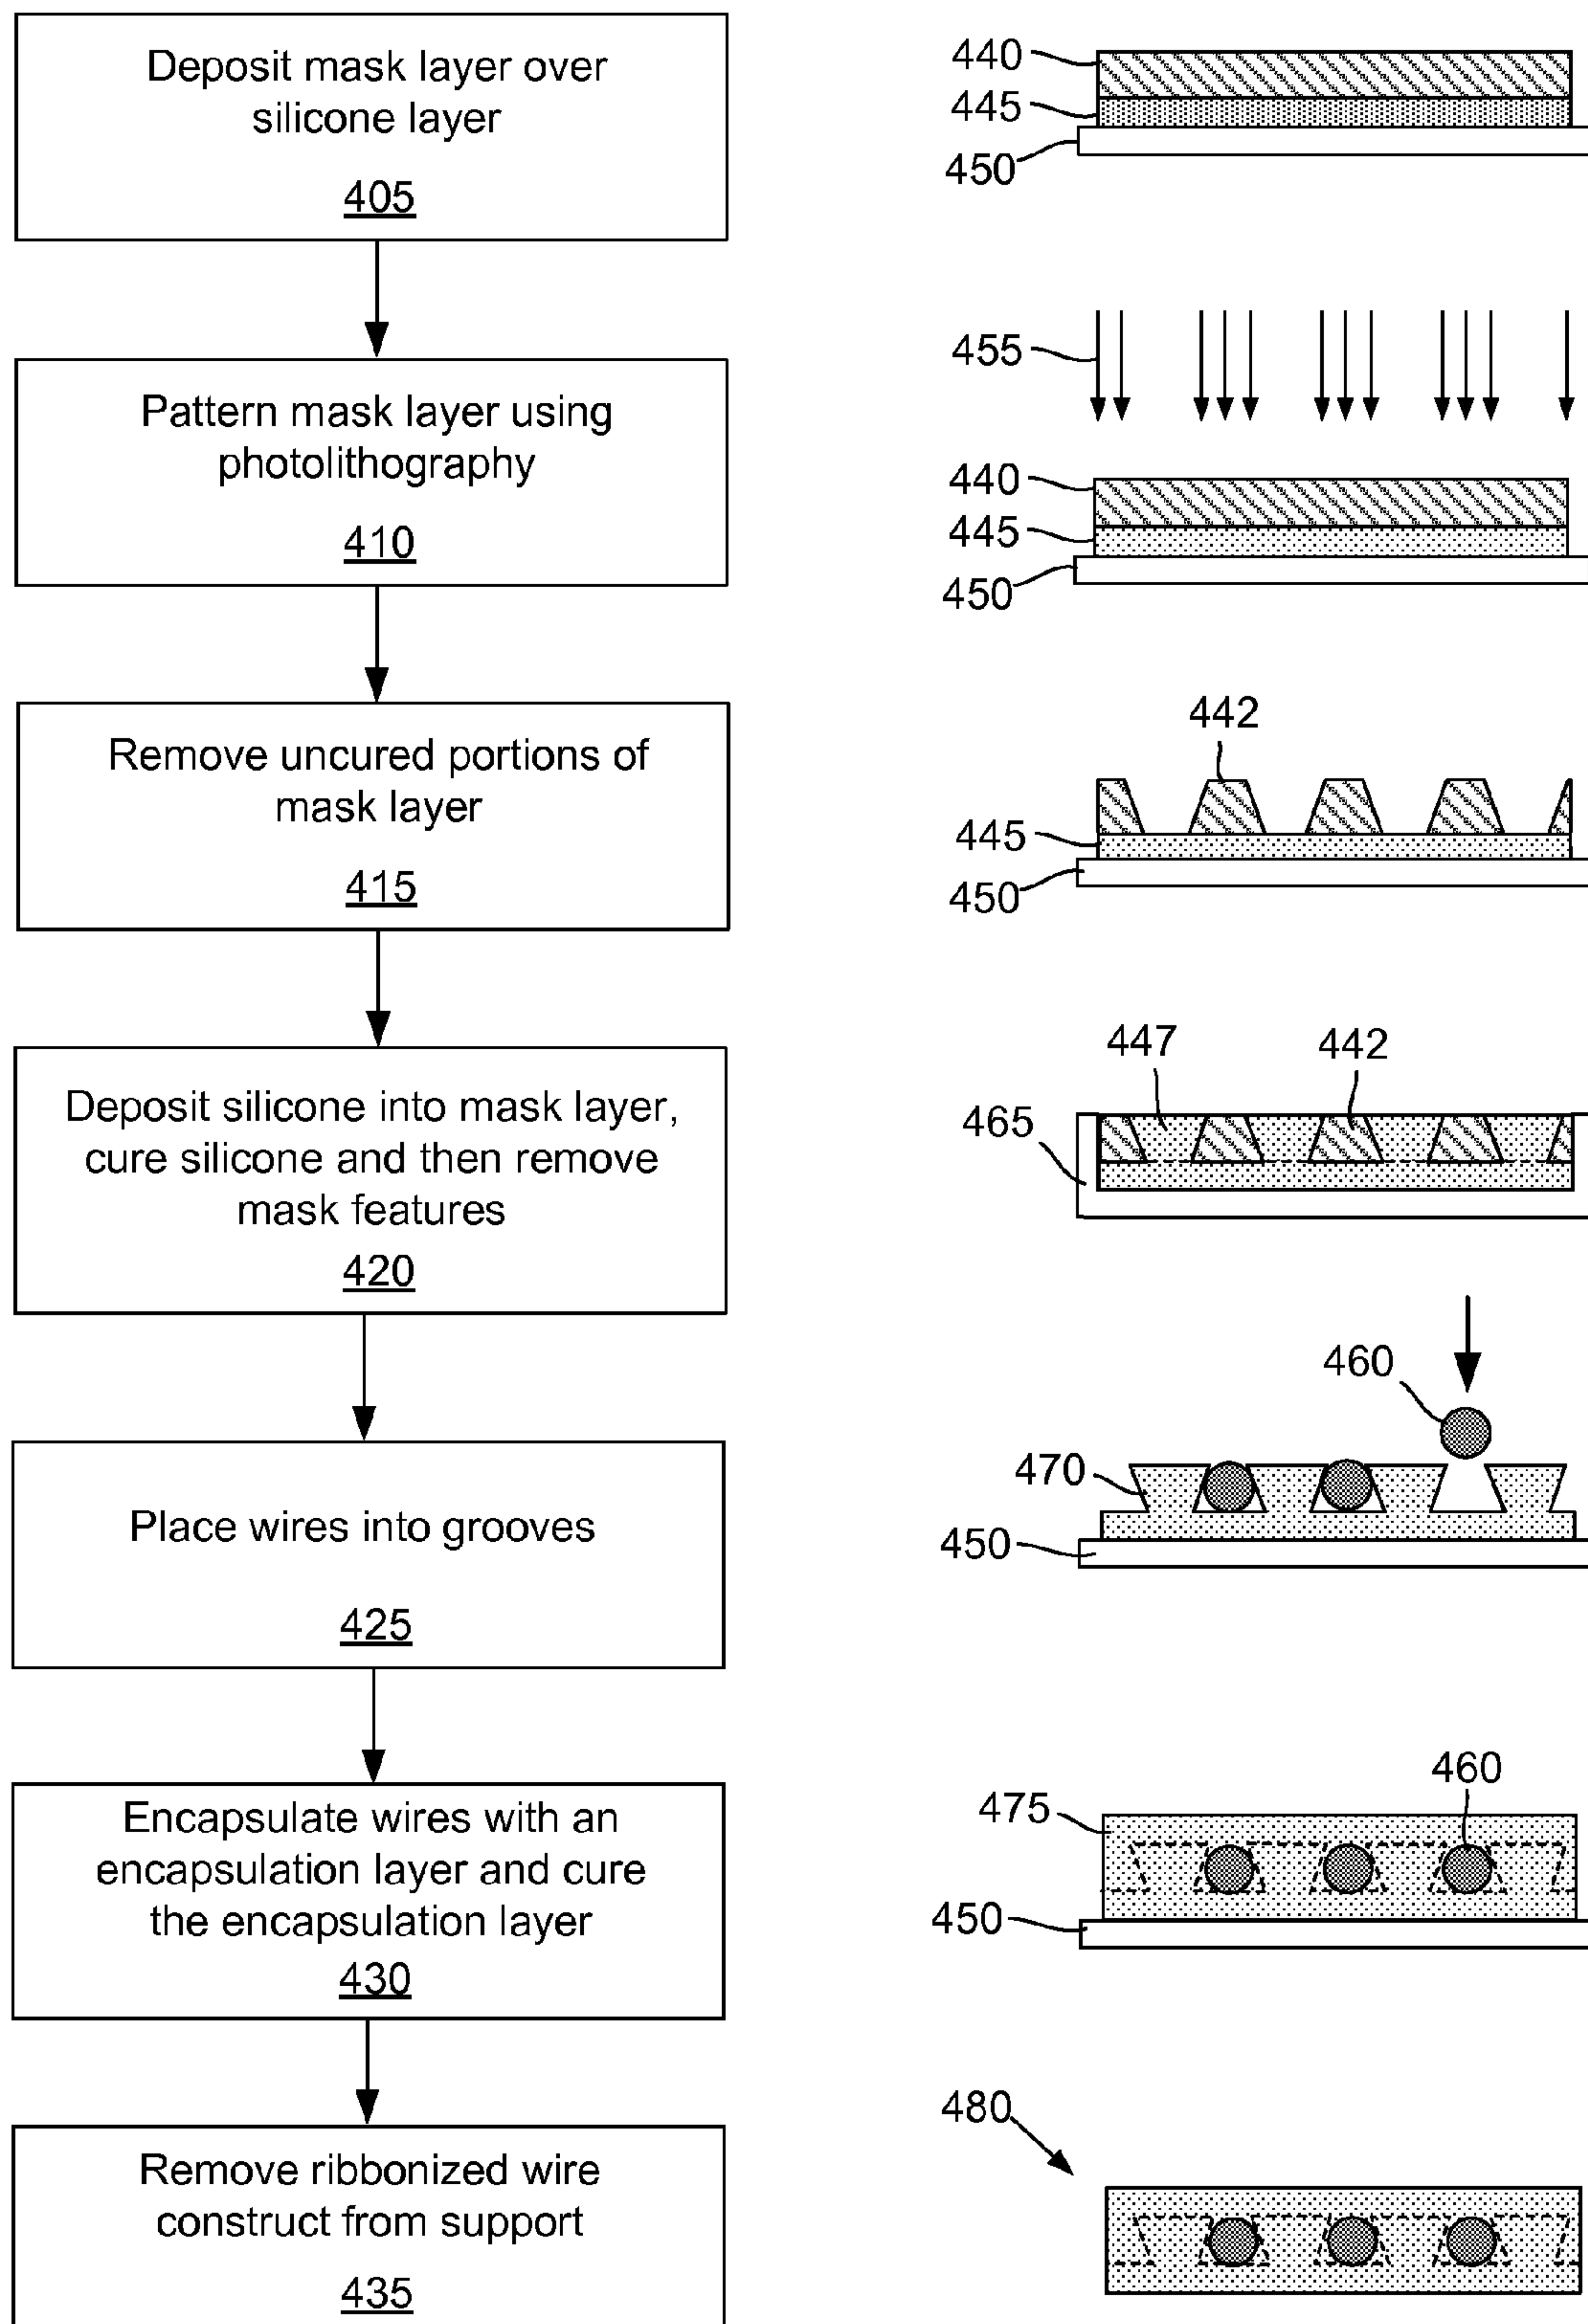 Deposit mask layer over
silicone layer
405
440
445
450
Pattern mask layer using
photolithography
410
455
440
445
450
Remove uncured portions of
mask layer
415
442
445
450
Deposit silicone into mask layer,
cure silicone and then remove
mask features
420
447
442
465
Place wires into grooves
425
460
470
450
Encapsulate wires with an
encapsulation layer and cure
the encapsulation layer
430
460
475
450
Remove ribbonized wire
construct from support
435
480